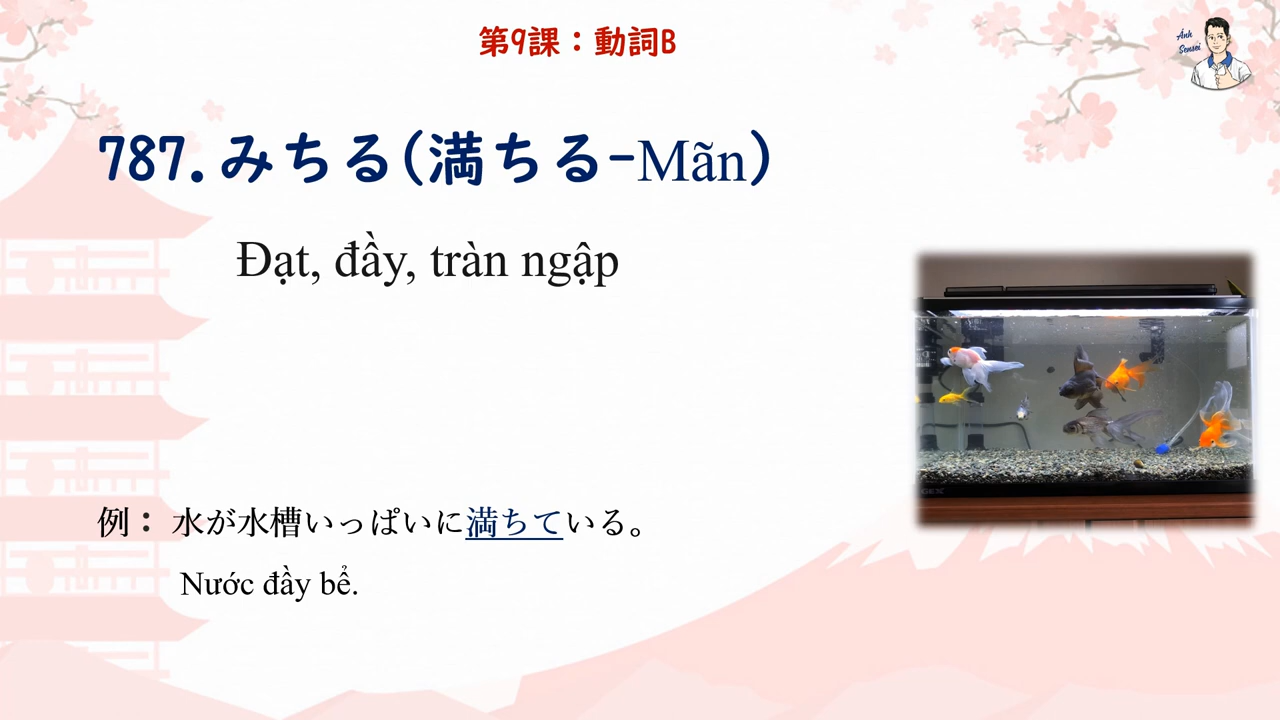 第9課：動詞B
Anh
Sensei
787.みちる(満ちる-Mãn)
Đạt, đầy, tràn ngập
例： 水が水槽いっぱいに満ちている。
Nước đầy bể.